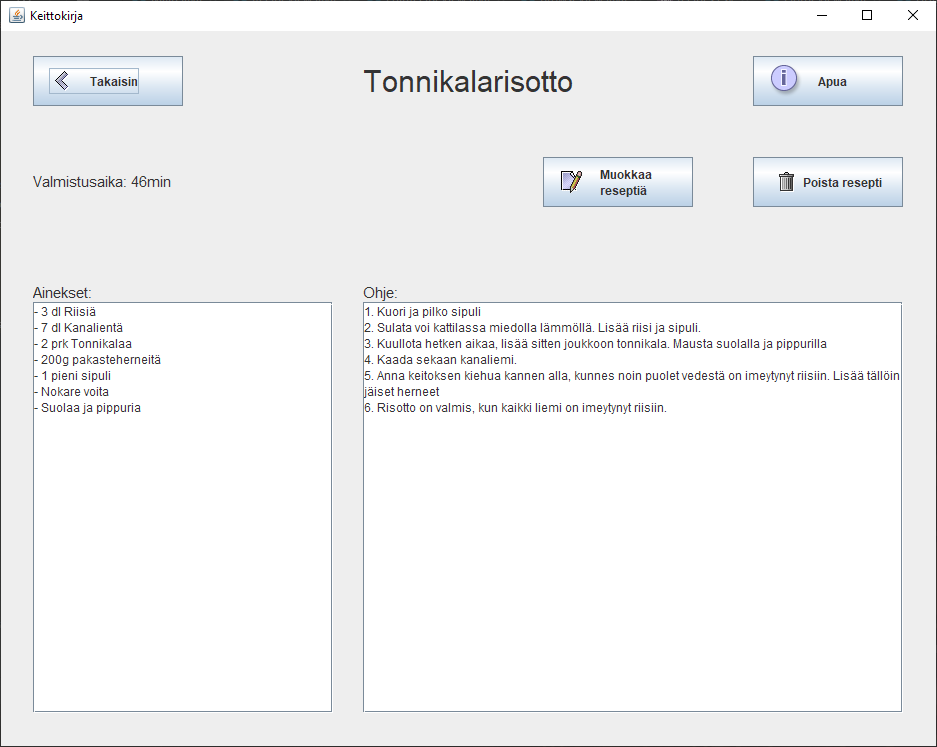 Keittokirja
Takaisin
Tonnikalarisotto
Apua
Valmistusaika: 46min
Muokkaa
reseptiä
Poista resepti
Ainekset:
- 3 dl Riisiä
- 7 dl Kanalientä
- 2 prk Tonnikalaa
- 200g pakasteherneitä
- 1 pieni sipuli
- Nokare voita
- Suolaa ja pippuria
Ohje:
1. Kuori ja pilko sipuli
2. Sulata voi kattilassa miedolla lämmöllä. Lisää riisi ja sipuli.
3. Kuullota hetken aikaa, lisää sitten joukkoon tonnikala. Mausta suolalla ja pippurilla
4. Kaada sekaan kanaliemi.
5. Anna keitoksen kiehua kannen alla, kunnes noin puolet vedestä on imeytynyt riisiin. Lisää tällöin
jäiset herneet
6. Risotto on valmis, kun kaikki liemi on imeytynyt riisiin.